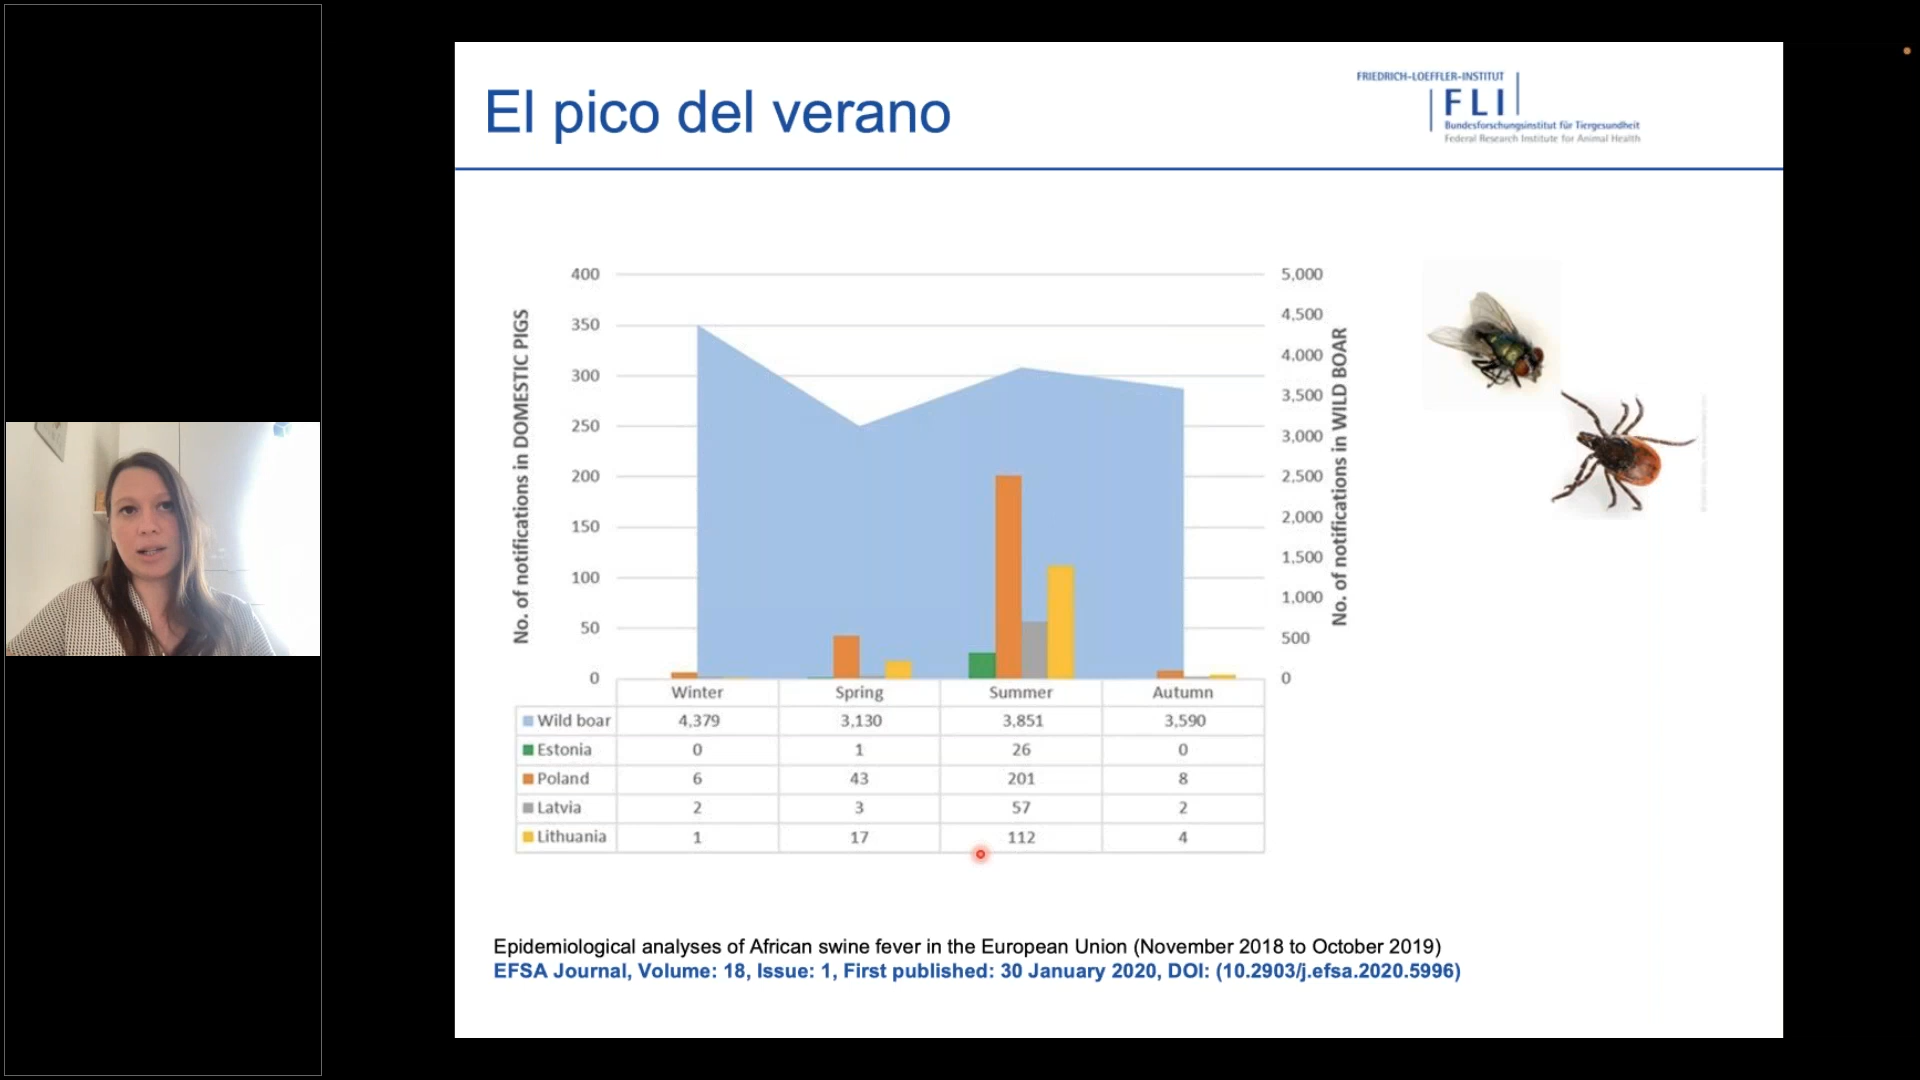 El pico del verano
FRIEDRICH-LOEFFLER-INSTITUT
FLI
Bundesforschungsinstitut für Tiergesundheit
Federal Research Institute for Animal Health
No. of notifications in DOMESTIC PIGS
400
350
300
250
200
150
100
50
0
5,000
4,500
4,000
3,500
3,000
2,500
2,000
1,500
1,000
500
0
No. of notifications in WILD BOAR
Winter Spring Summer Autumn
Wild boar 4,379 3,130 3,851 3,590
Estonia 0 1 26 0
Poland 6 43 201 8
Latvia 2 3 57 2
Lithuania 1 17 112 4
Epidemiological analyses of African swine fever in the European Union (November 2018 to October 2019)
EFSA Journal, Volume: 18, Issue: 1, First published: 30 January 2020, DOI: (10.2903/j.efsa.2020.5996)